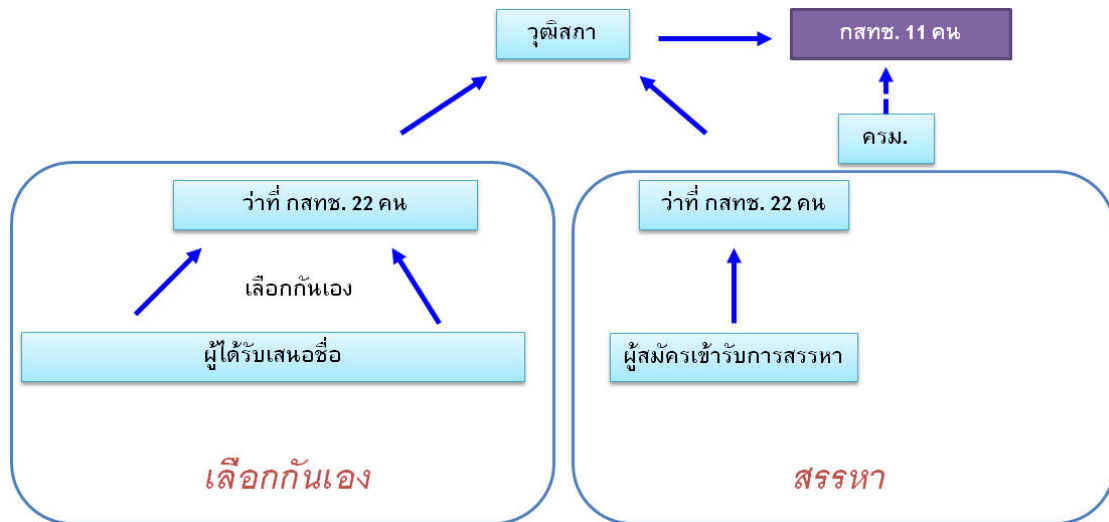 วุฒิสภา
กสทช. 11 คน
ครม.
ว่าที่ กสทช. 22 คน
ว่าที่ กสทช. 22 คน
เลือกกันเอง
ผู้ได้รับเสนอชื่อ
ผู้สมัครเข้ารับการสรรหา
เลือกกันเอง
สรรหา